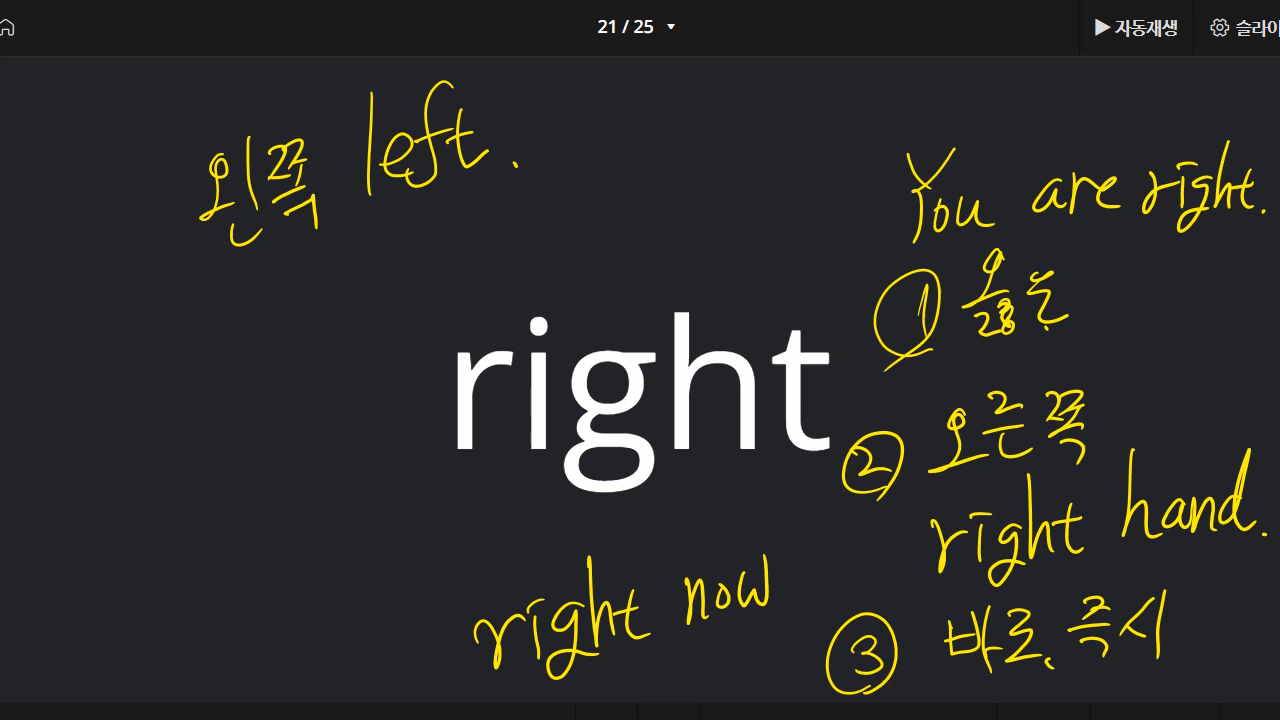 21 / 25
▶ 자동재생
슬라이
왼쪽 left.
You are right.
① 옳은
right
② 오른쪽
right hand.
right now
③ 바로, 즉시